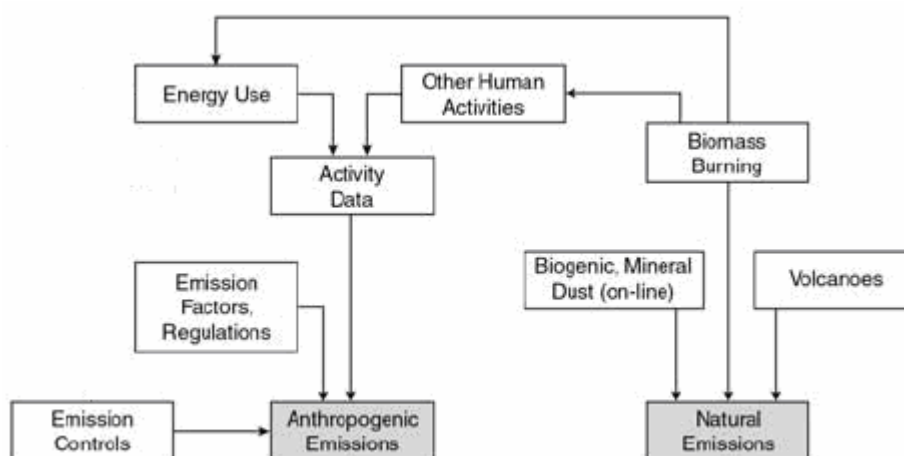 Energy Use
Other Human
Activities
Biomass
Burning
Activity
Data
Emission
Factors,
Regulations
Biogenic, Mineral
Dust (on-line)
Volcanoes
Emission
Controls
Anthropogenic
Emissions
Natural
Emissions